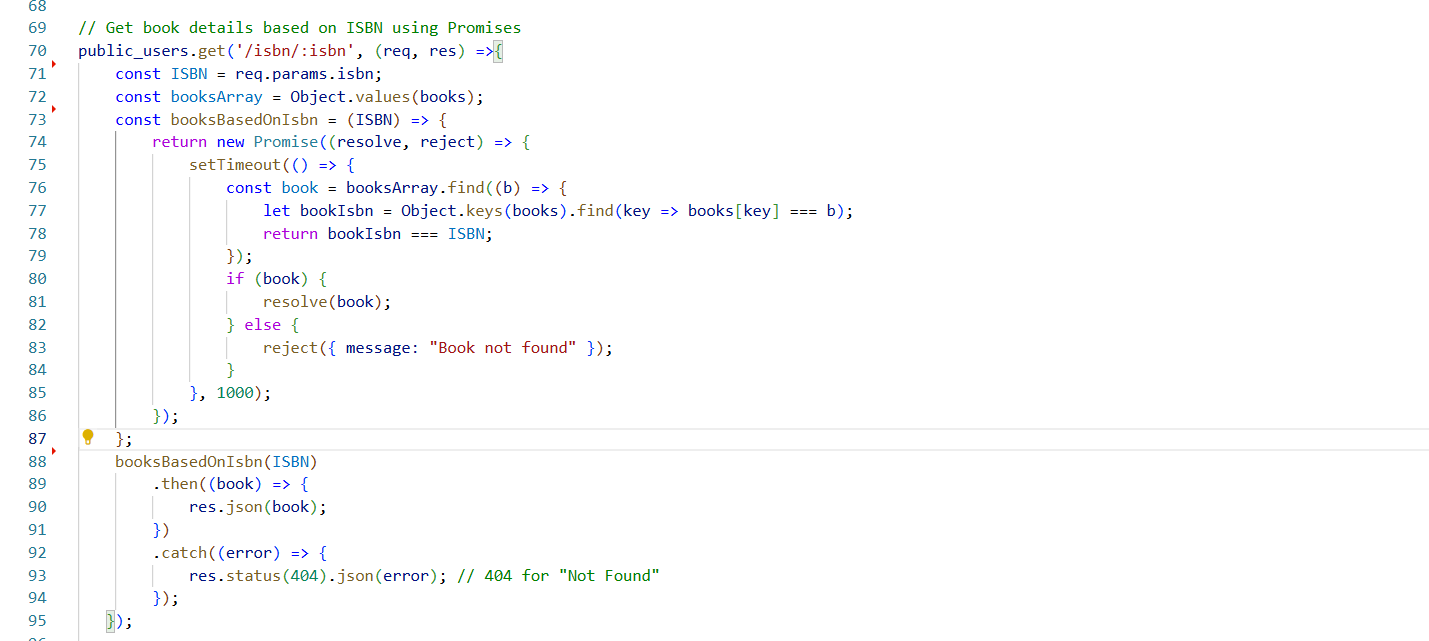 68
69 // Get book details based on ISBN using Promises
70 public_users.get('/isbn/:isbn', (req, res) =>{
71     const ISBN = req.params.isbn;
72     const booksArray = Object.values(books);
73     const booksBasedOnIsbn = (ISBN) => {
74         return new Promise((resolve, reject) => {
75             setTimeout(() => {
76                 const book = booksArray.find((b) => {
77                     let bookIsbn = Object.keys(books).find(key => books[key] === b);
78                     return bookIsbn === ISBN;
79                 });
80                 if (book) {
81                     resolve(book);
82                 } else {
83                     reject({ message: "Book not found" });
84                 }
85             }, 1000);
86         });
87     };
88     booksBasedOnIsbn(ISBN)
89         .then((book) => {
90             res.json(book);
91         })
92         .catch((error) => {
93             res.status(404).json(error); // 404 for "Not Found"
94         });
95    });